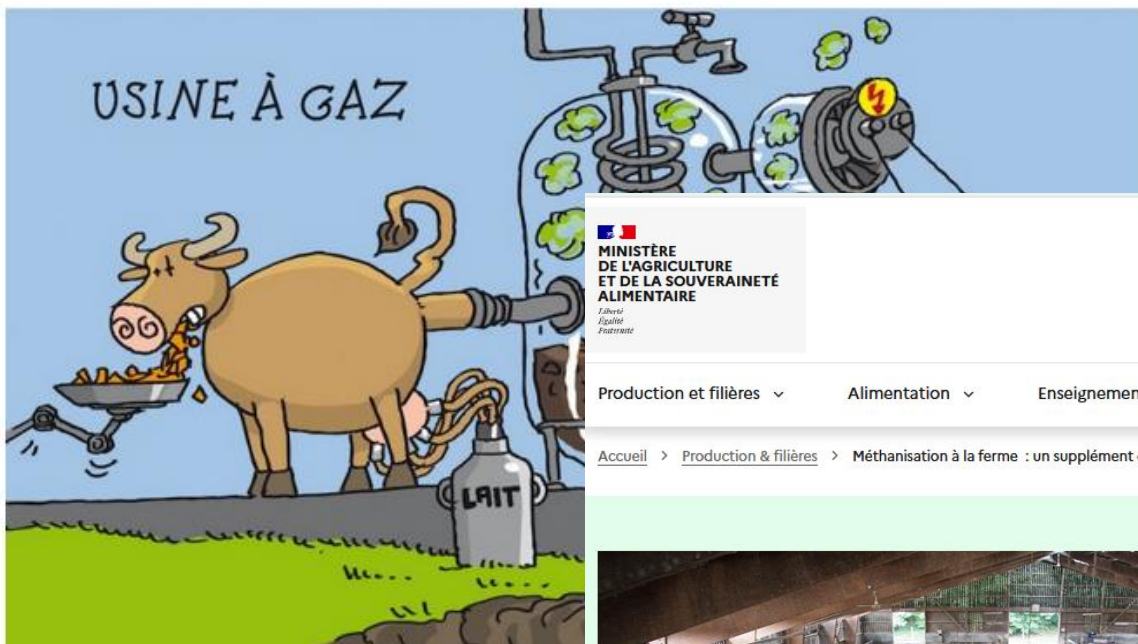 USINE À GAZ
LAIT
MINISTÈRE
DE L'AGRICULTURE
ET DE LA SOUVERAINETÉ
ALIMENTAIRE
Liberté
Égalité
Fraternité
Production et filières Alimentation Enseignemen
Accueil > Production & filières > Méthanisation à la ferme : un supplément